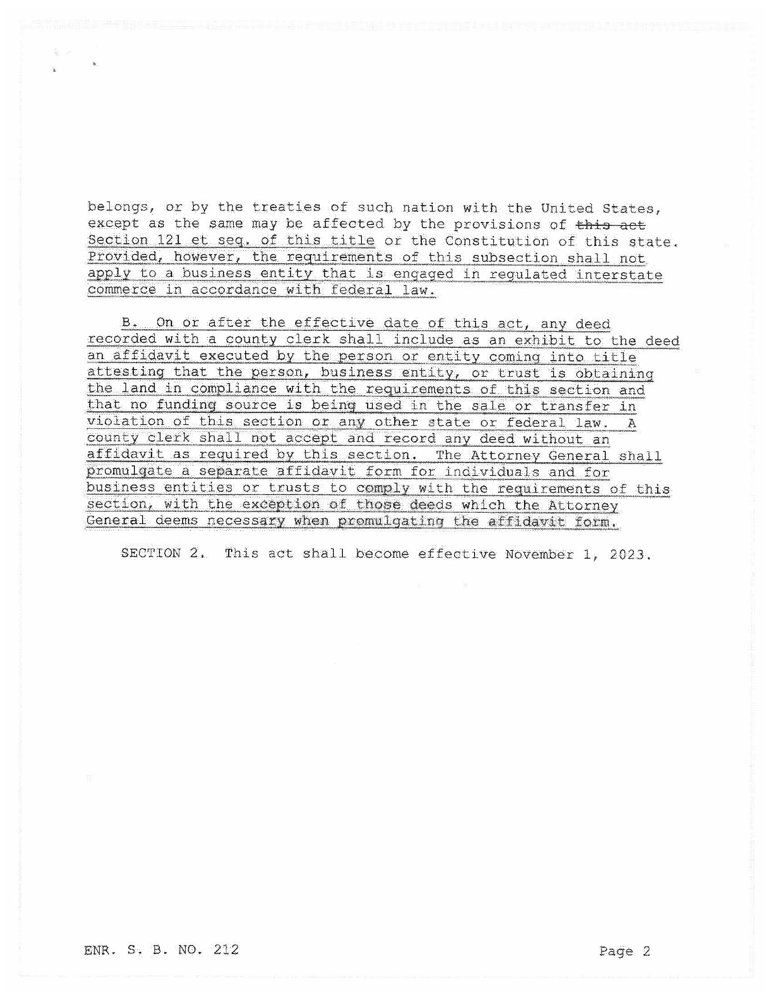 belongs, or by the treaties of such nation with the United States,
except as the same may be affected by the provisions of this act
Section 121 et seq. of this title or the Constitution of this state.
Provided, however, the requirements of this subsection shall not
apply to a business entity that is engaged in regulated interstate
commerce in accordance with federal law.
B. On or after the effective date of this act, any deed
recorded with a county clerk shall include as an exhibit to the deed
an affidavit executed by the person or entity coming into title
attesting that the person, business entity, or trust is obtaining
the land in compliance with the requirements of this section and
that no funding source is being used in the sale or transfer in
violation of this section or any other state or federal law. A
county clerk shall not accept and record any deed without an
affidavit as required by this section. The Attorney General shall
promulgate a separate affidavit form for individuals and for
business entities or trusts to comply with the requirements of this
section, with the exception of those deeds which the Attorney
General deems necessary when promulgating the affidavit form.
SECTION 2. This act shall become effective November 1, 2023.
ENR. S. B. NO. 212 Page 2